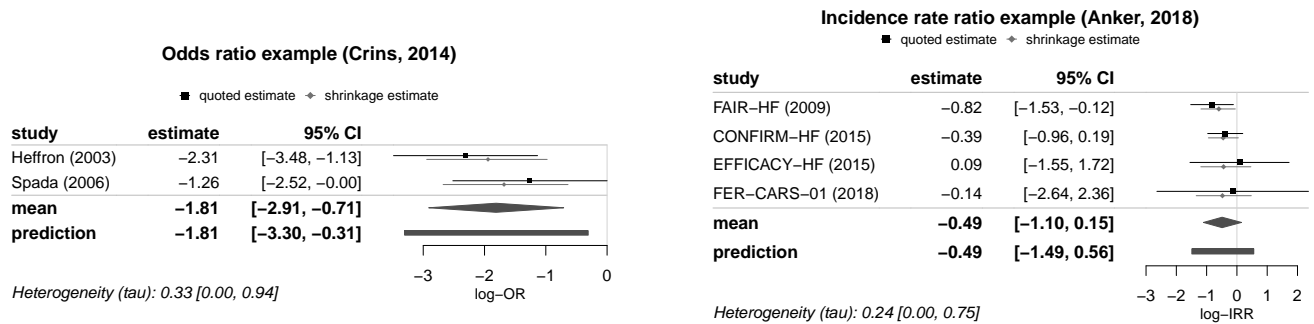 Odds ratio example (Crins, 2014)
quoted estimate shrinkage estimate
study estimate 95% CI
Heffron (2003) −2.31 [−3.48, −1.13]
Spada (2006) −1.26 [−2.52, −0.00]
mean −1.81 [−2.91, −0.71]
prediction −1.81 [−3.30, −0.31]
−3 −2 −1 0
log−OR
Heterogeneity (tau): 0.33 [0.00, 0.94]
Incidence rate ratio example (Anker, 2018)
quoted estimate shrinkage estimate
study estimate 95% CI
FAIR−HF (2009) −0.82 [−1.53, −0.12]
CONFIRM−HF (2015) −0.39 [−0.96, 0.19]
EFFICACY−HF (2015) 0.09 [−1.55, 1.72]
FER−CARS−01 (2018) −0.14 [−2.64, 2.36]
mean −0.49 [−1.10, 0.15]
prediction −0.49 [−1.49, 0.56]
−3 −2 −1 0 1 2
log−IRR
Heterogeneity (tau): 0.24 [0.00, 0.75]